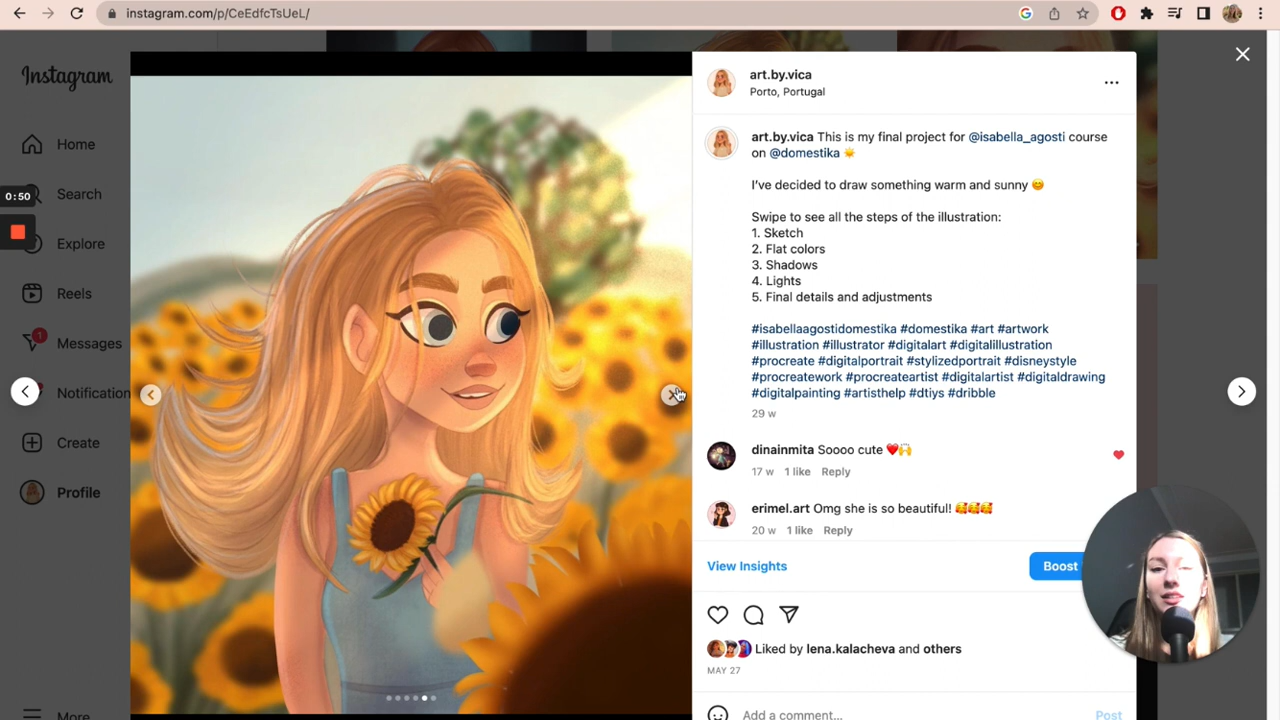 instagram.com/p/CeEdfcTsUeL/
Instagram
Home
Search
0:50
Explore
Reels
1
Messages
Notification
Create
Profile
More
art.by.vica
Porto, Portugal
art.by.vica This is my final project for @isabella_agosti course
on @domestika ☀️
I've decided to draw something warm and sunny 😊
Swipe to see all the steps of the illustration:
1. Sketch
2. Flat colors
3. Shadows
4. Lights
5. Final details and adjustments
#isabellaagostidomestika #domestika #art #artwork
#illustration #illustrator #digitalart #digitalillustration
#procreate #digitalportrait #stylizedportrait #disneystyle
#procreatework #procreateartist #digitalartist #digitaldrawing
#digitalpainting #artisthelp #dtiys #dribble
29 w
dinainmita Soooo cute ❤️🙌
17 w 1 like Reply
erimel.art Omg she is so beautiful! 🥰🥰🥰
20 w 1 like Reply
View Insights
Boost
Liked by lena.kalacheva and others
MAY 27
Add a comment...
Post